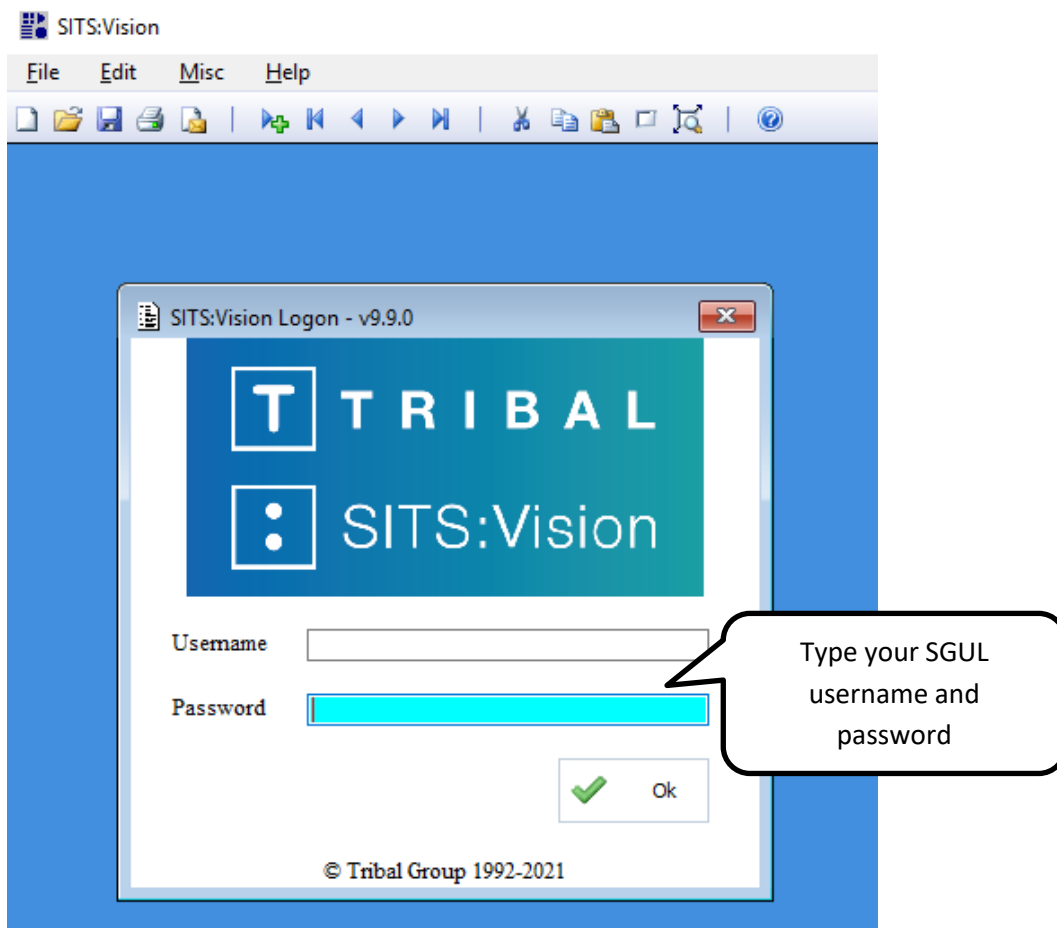 SITS:Vision
File Edit Misc Help
SITS:Vision Logon - v9.9.0
T TRIBAL
: SITS:Vision
Username
Password
Type your SGUL
username and
password
Ok
© Tribal Group 1992-2021